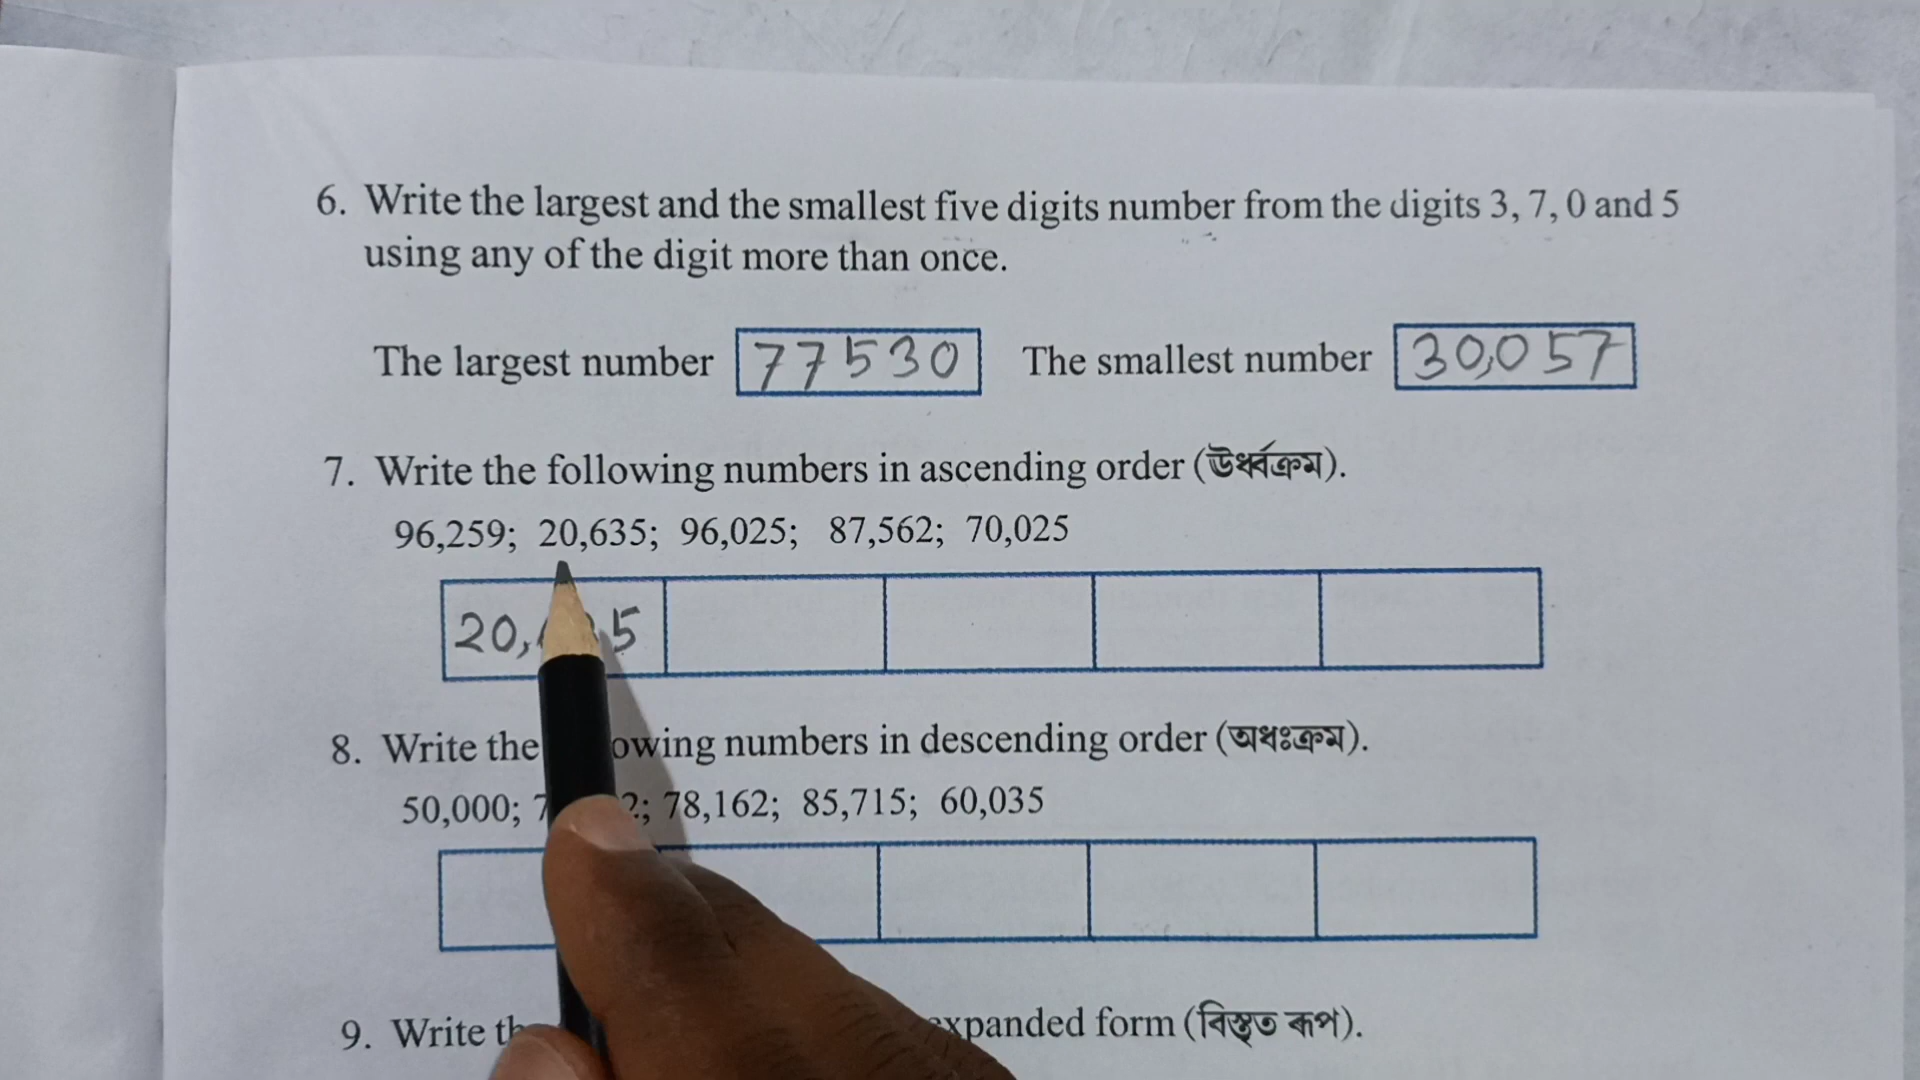 6. Write the largest and the smallest five digits number from the digits 3, 7, 0 and 5
using any of the digit more than once.
The largest number 77530 The smallest number 30,057
7. Write the following numbers in ascending order (ঊর্ধ্বক্রম).
96,259; 20,635; 96,025; 87,562; 70,025
20, 5
8. Write the owing numbers in descending order (অধঃক্রম).
50,000; 7 2; 78,162; 85,715; 60,035
9. Write th xpanded form (বিস্তৃত রূপ).